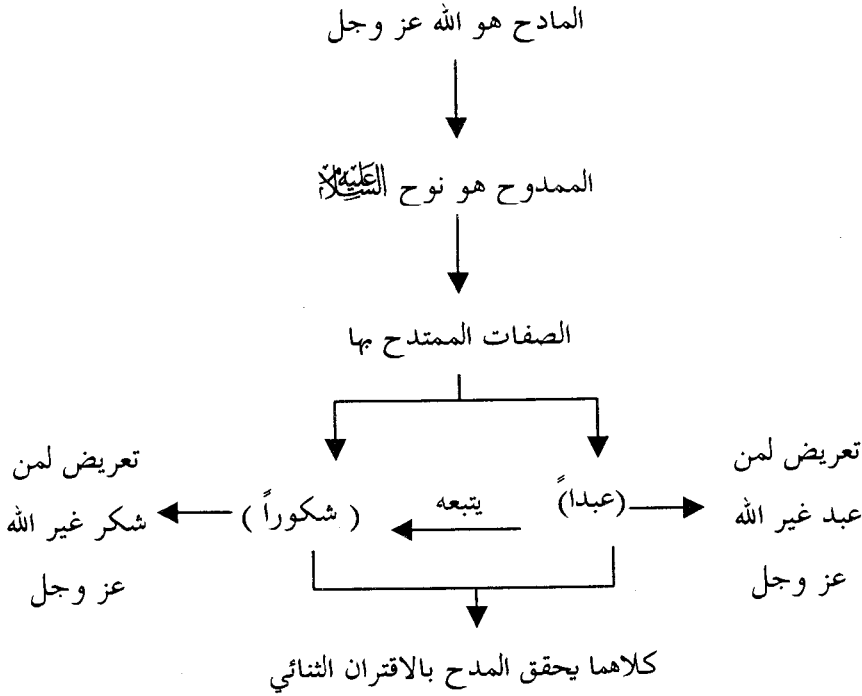 المادح هو الله عز وجل
الممدوح هو نوح عليه السلام
الصفات الممتدح بها
تعريض لمن
عبد غير الله
عز وجل
(عبداً)
يتبعه
( شكوراً )
تعريض لمن
شكر غير الله
عز وجل
كلاهما يحقق المدح بالاقتران الثنائي